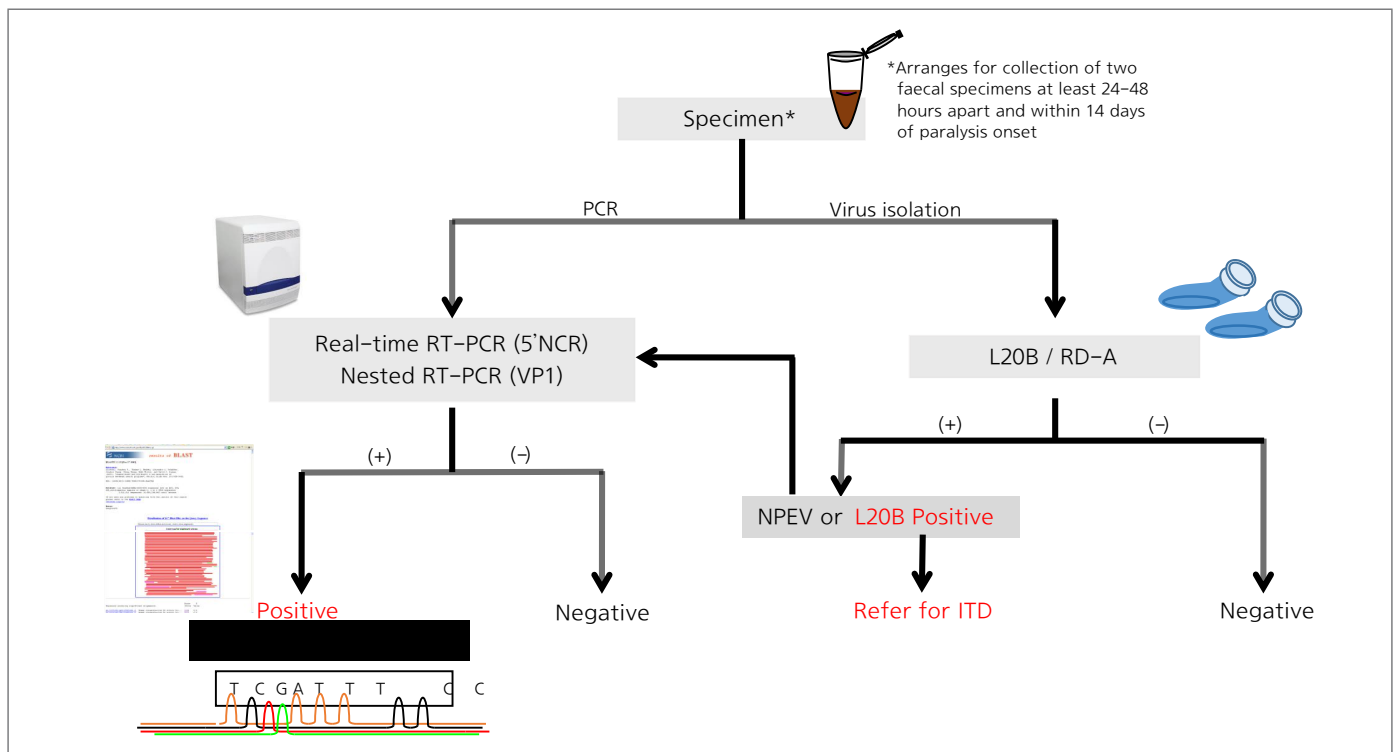 *Arranges for collection of two
faecal specimens at least 24–48
hours apart and within 14 days
of paralysis onset
Specimen*
PCR
Virus isolation
Real–time RT–PCR (5’NCR)
Nested RT–PCR (VP1)
L20B / RD–A
(+)
(–)
(+)
(–)
results of BLAST
NPEV or L20B Positive
Positive
Negative
Refer for ITD
Negative
T C G A T T T C C